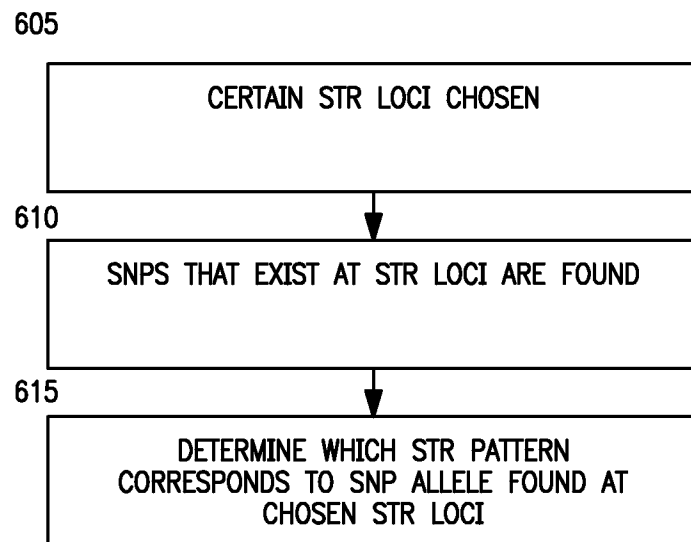 605
CERTAIN STR LOCI CHOSEN
610
SNPS THAT EXIST AT STR LOCI ARE FOUND
615
DETERMINE WHICH STR PATTERN
CORRESPONDS TO SNP ALLELE FOUND AT
CHOSEN STR LOCI